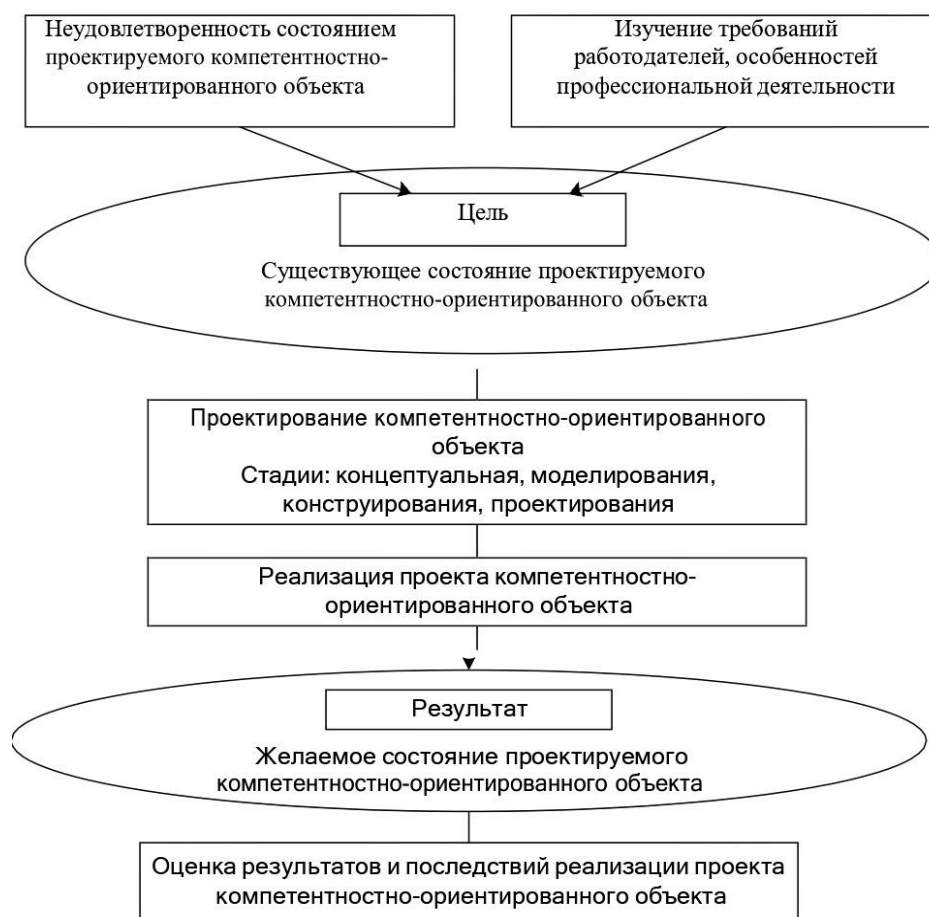 Неудовлетворенность состоянием
проектируемого компетентностно-
ориентированного объекта
Изучение требований
работодателей, особенностей
профессиональной деятельности
Цель
Существующее состояние проектируемого
компетентностно-ориентированного объекта
Проектирование компетентностно-ориентированного
объекта
Стадии: концептуальная, моделирования,
конструирования, проектирования
Реализация проекта компетентностно-
ориентированного объекта
Результат
Желаемое состояние проектируемого
компетентностно-ориентированного объекта
Оценка результатов и последствий реализации проекта
компетентностно-ориентированного объекта